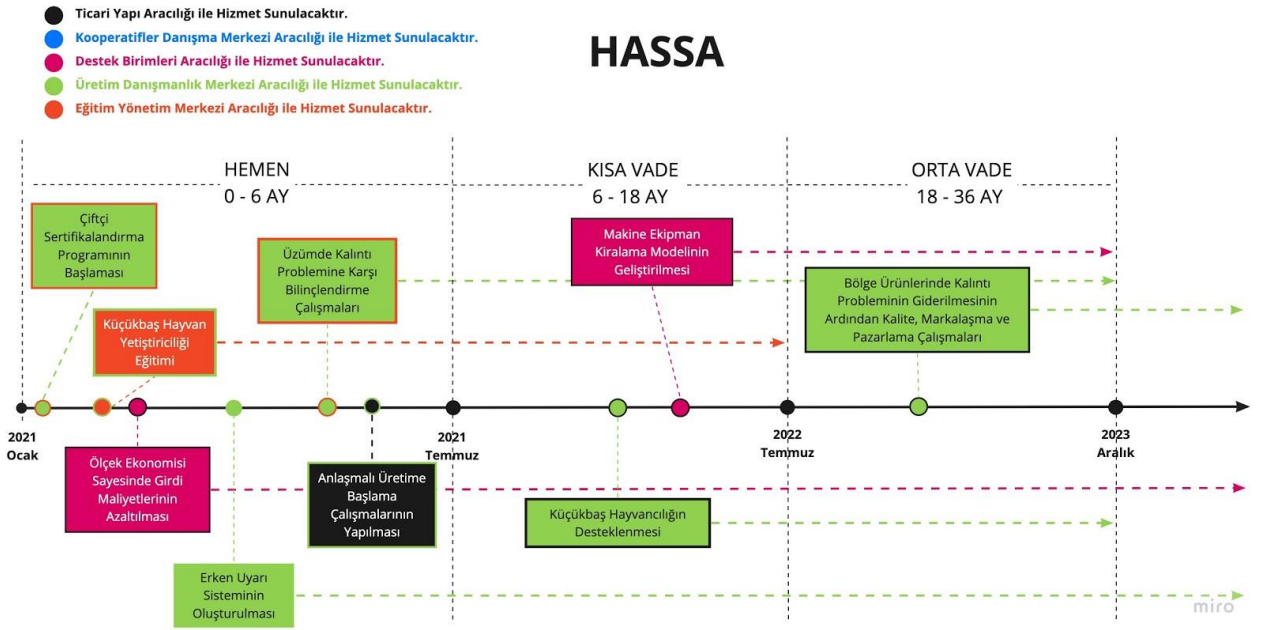 Ticari Yapı Aracılığı ile Hizmet Sunulacaktır.
Kooperatifler Danışma Merkezi Aracılığı ile Hizmet Sunulacaktır.
Destek Birimleri Aracılığı ile Hizmet Sunulacaktır.
Üretim Danışmanlık Merkezi Aracılığı ile Hizmet Sunulacaktır.
Eğitim Yönetim Merkezi Aracılığı ile Hizmet Sunulacaktır.
HASSA
HEMEN
0 - 6 AY
KISA VADE
6 - 18 AY
ORTA VADE
18 - 36 AY
Çiftçi
Sertifikalandırma
Programının
Başlaması
Küçükbaş Hayvan
Yetiştiriciliği
Eğitimi
Üzümde Kalıntı
Problemine Karşı
Bilinçlendirme
Çalışmaları
Makine Ekipman
Kiralama Modelinin
Geliştirilmesi
Bölge Ürünlerinde Kalıntı
Probleminin Giderilmesinin
Ardından Kalite, Markalaşma ve
Pazarlama Çalışmaları
2021
Ocak
2021
Temmuz
2022
Temmuz
2023
Aralık
Ölçek Ekonomisi
Sayesinde Girdi
Maliyetlerinin
Azaltılması
Anlaşmalı Üretime
Başlama
Çalışmalarının
Yapılması
Küçükbaş Hayvancılığın
Desteklenmesi
Erken Uyarı
Sisteminin
Oluşturulması
miro